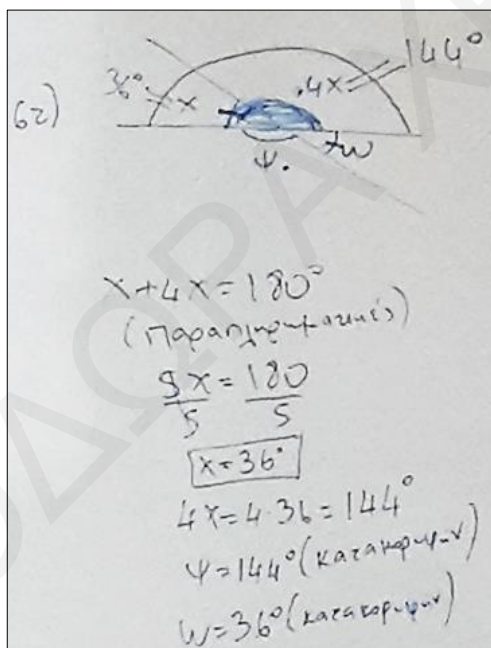 6ζ)
36° x
.4x 144°
ψ.
w
x+4x=180°
(παραπληρωματικές)
5x = 180
5 5
x=36°
4x=4·36=144°
ψ=144° (κατακορυφήν)
w=36° (κατακορυφήν)